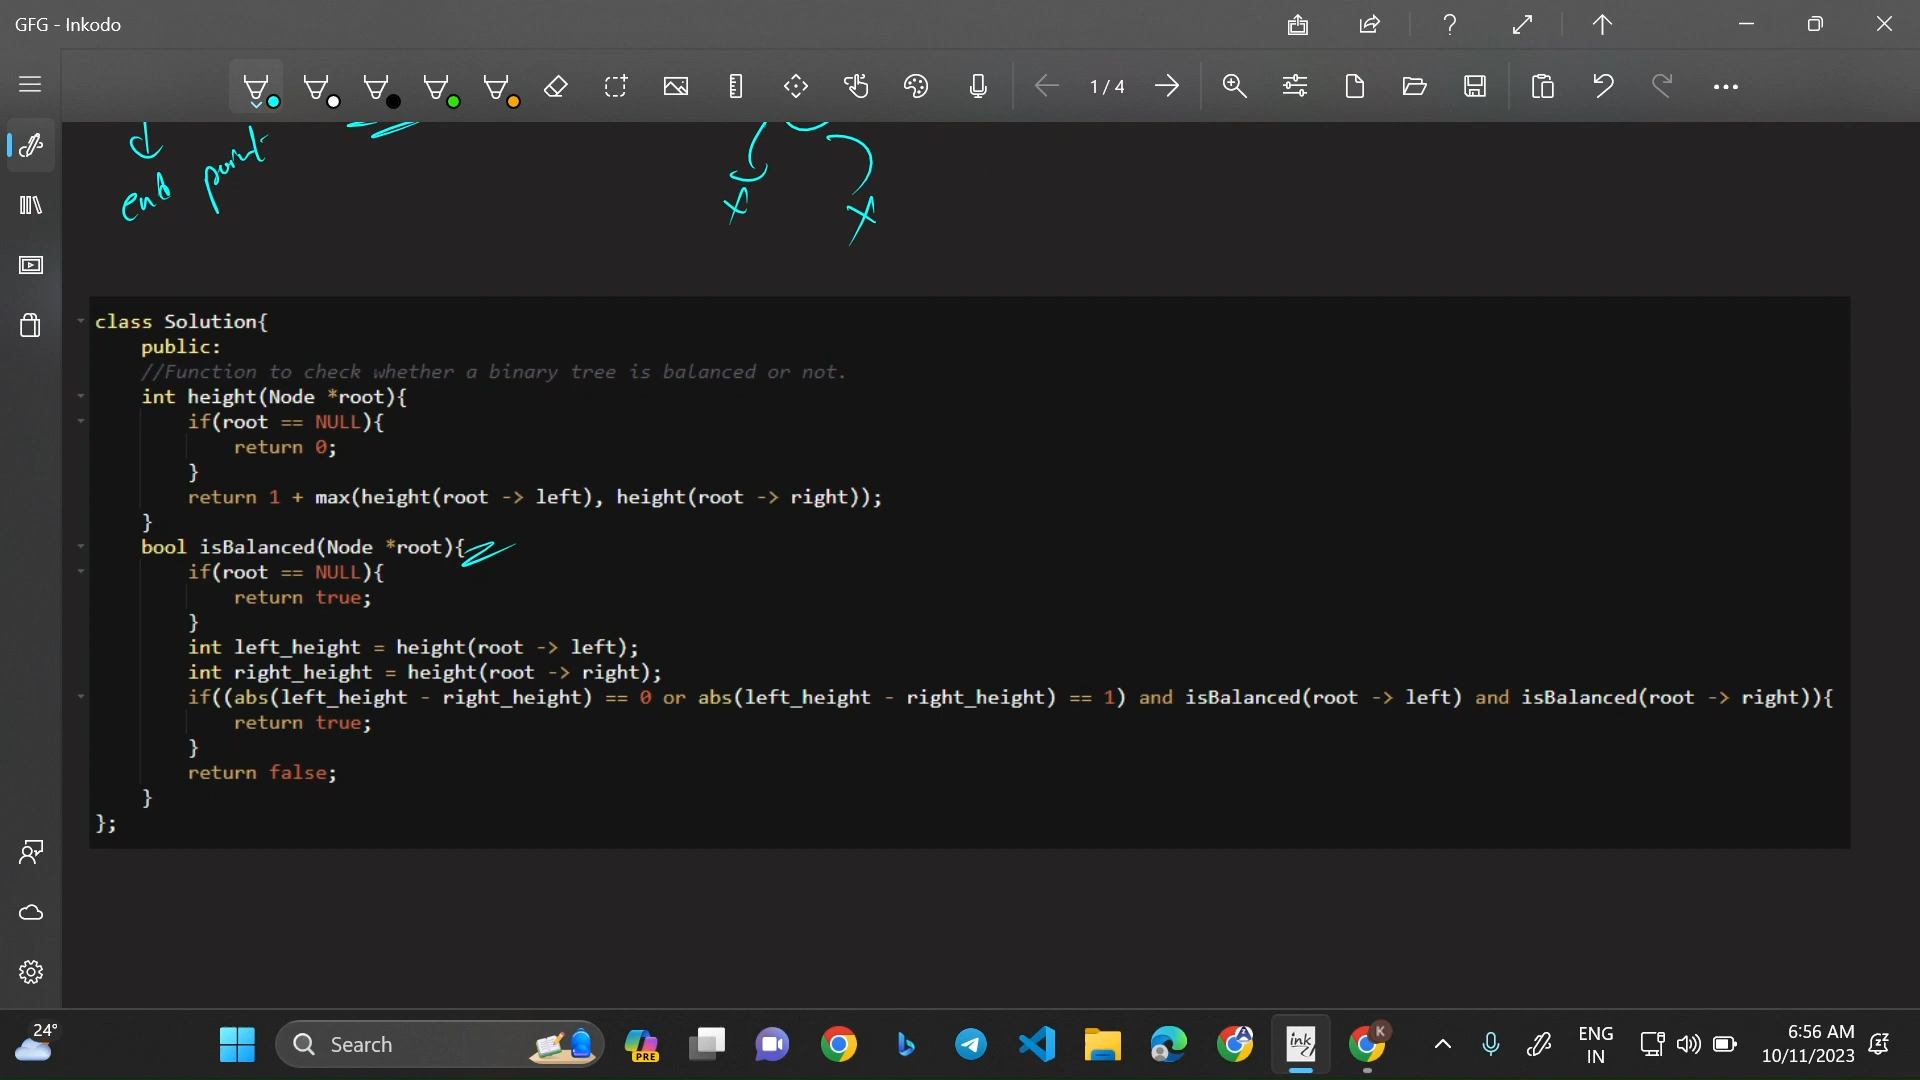 GFG - Inkodo
1 / 4
end point
x x
class Solution{
public:
//Function to check whether a binary tree is balanced or not.
int height(Node *root){
if(root == NULL){
return 0;
}
return 1 + max(height(root -> left), height(root -> right));
}
bool isBalanced(Node *root){
if(root == NULL){
return true;
}
int left_height = height(root -> left);
int right_height = height(root -> right);
if((abs(left_height - right_height) == 0 or abs(left_height - right_height) == 1) and isBalanced(root -> left) and isBalanced(root -> right)){
return true;
}
return false;
}
};
24°
Search
PRE
ink
K
ENG
IN
6:56 AM
10/11/2023